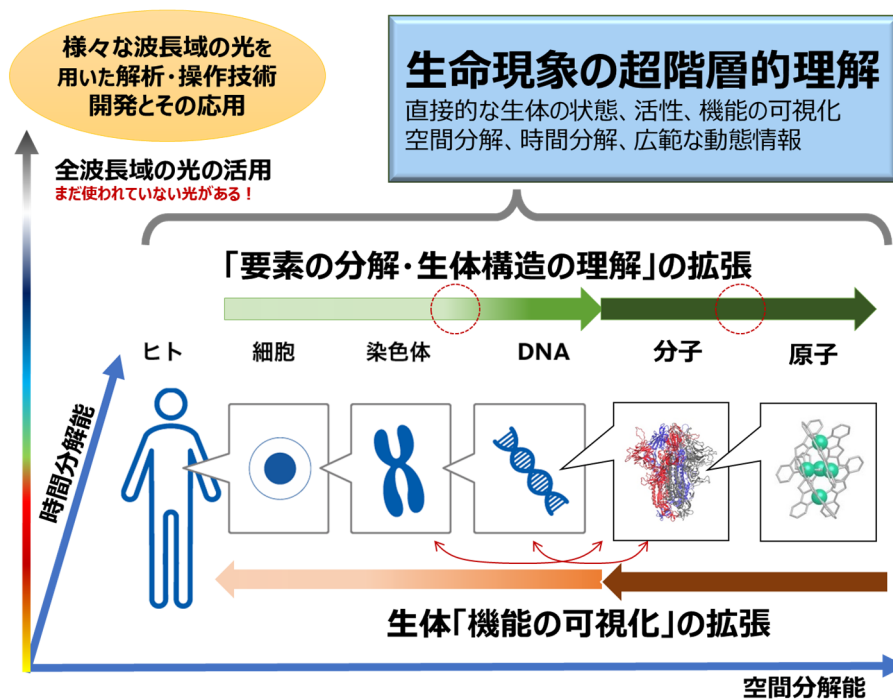 様々な波長域の光を
用いた解析・操作技術
開発とその応用
生命現象の超階層的理解
直接的な生体の状態、活性、機能の可視化
空間分解、時間分解、広範な動態情報
全波長域の光の活用
まだ使われていない光がある！
「要素の分解・生体構造の理解」の拡張
ヒト
細胞
染色体
DNA
分子
原子
時間分解能
生体「機能の可視化」の拡張
空間分解能